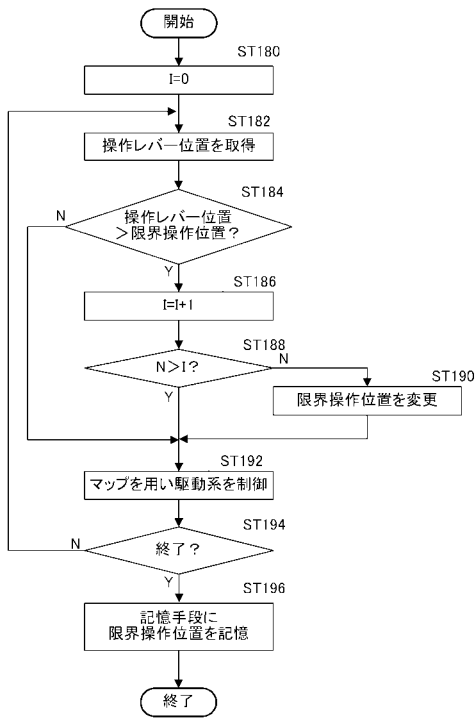 開始
ST180
I=0
ST182
操作レバー位置を取得
ST184
N
操作レバー位置
＞限界操作位置？
Y
ST186
I=I+1
ST188
N＞I？
N
Y
ST190
限界操作位置を変更
ST192
マップを用い駆動系を制御
ST194
N
終了？
Y
ST196
記憶手段に
限界操作位置を記憶
終了